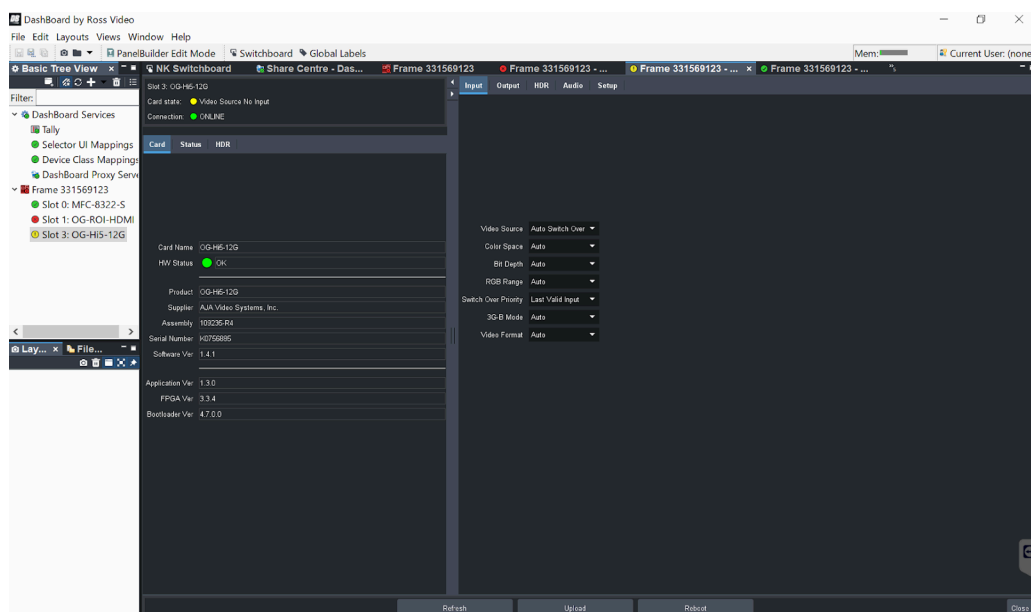 DashBoard by Ross Video
File Edit Layouts Views Window Help
PanelBuilder Edit Mode Switchboard Global Labels
Mem:
Current User: (none
Basic Tree View
Filter:
DashBoard Services
Tally
Selector UI Mappings
Device Class Mappings
DashBoard Proxy Serve
Frame 331569123
Slot 0: MFC-8322-S
Slot 1: OG-ROI-HDMI
Slot 3: OG-Hi5-12G
Lay... File...
NK Switchboard Share Centre - Das... Frame 331569123 Frame 331569123 - ... Frame 331569123 - ... Frame 331569123 - ...
Slot 3: OG-Hi5-12G
Card state: Video Source No Input
Connection: ONLINE
Card Status HDR
Card Name OG-Hi5-12G
HW Status OK
Product OG-Hi5-12G
Supplier AJA Video Systems, Inc.
Assembly 109235-R4
Serial Number K0756895
Software Ver 1.4.1
Application Ver 1.3.0
FPGA Ver 3.3.4
Bootloader Ver 4.7.0.0
Input Output HDR Audio Setup
Video Source Auto Switch Over
Color Space Auto
Bit Depth Auto
RGB Range Auto
Switch Over Priority Last Valid Input
3G-B Mode Auto
Video Format Auto
Refresh Upload Reboot Close